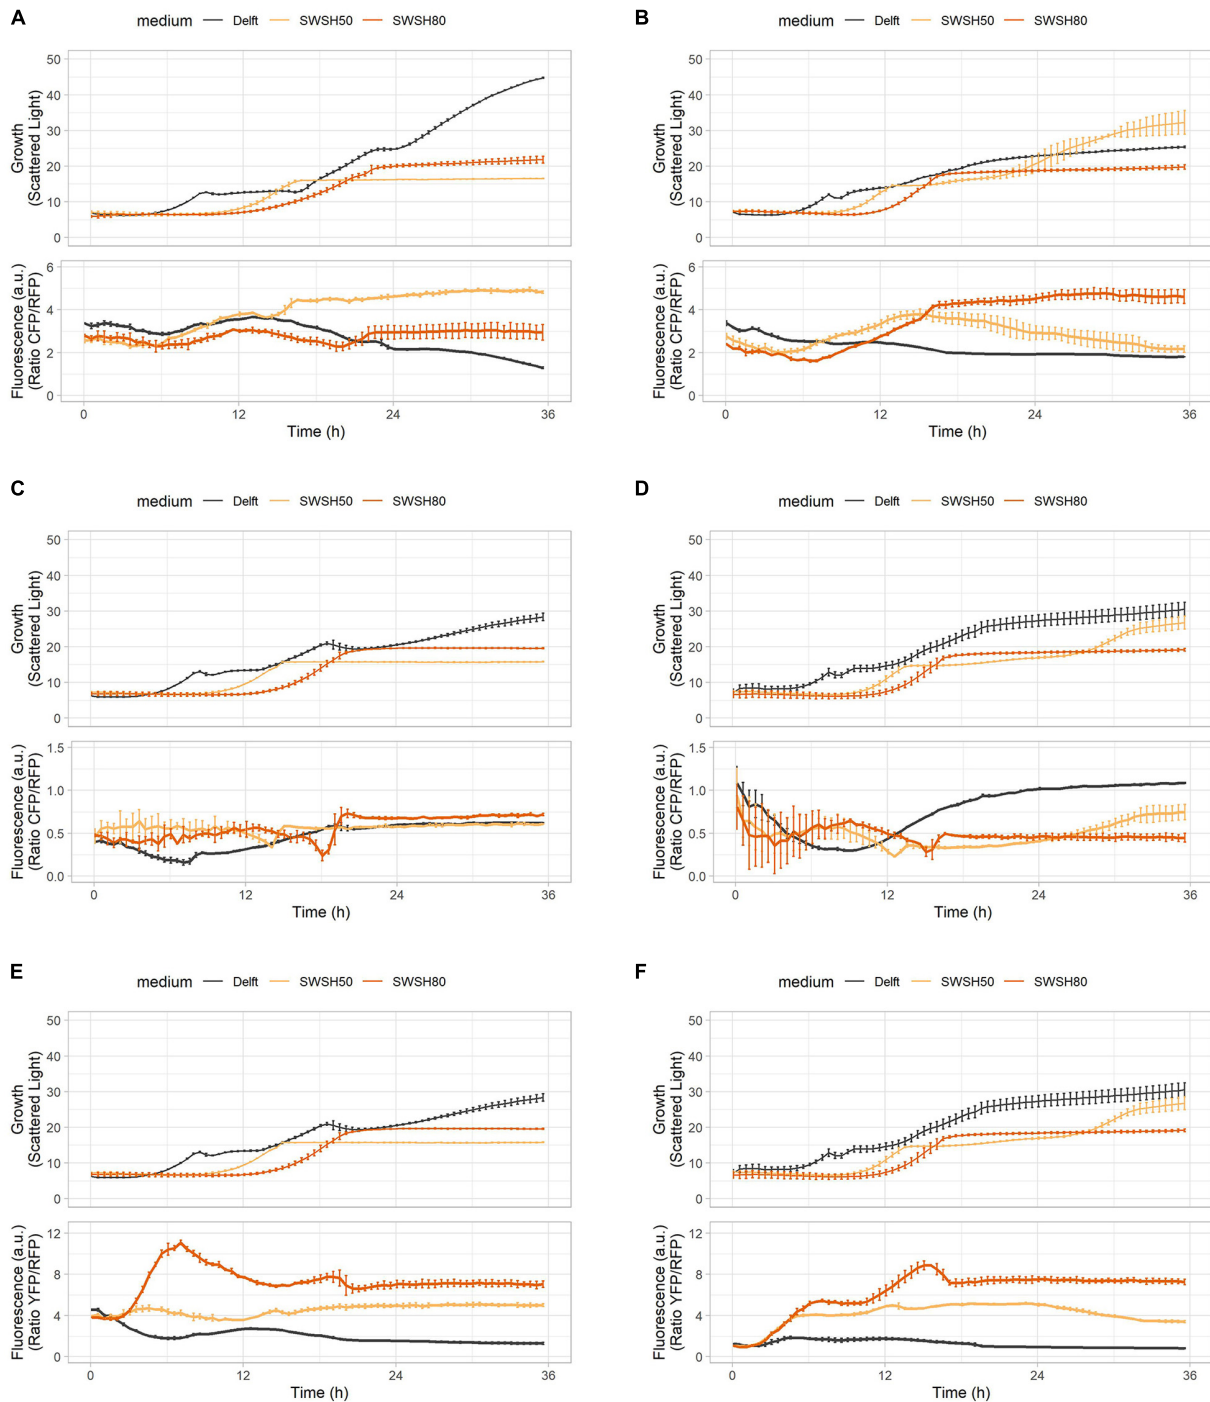 A
medium Delft SWSH50 SWSH80
Growth
(Scattered Light)
50
40
30
20
10
0
Fluorescence (a.u.)
(Ratio CFP/RFP)
6
4
2
0
0 12 24 36
Time (h)
B
medium Delft SWSH50 SWSH80
Growth
(Scattered Light)
50
40
30
20
10
0
Fluorescence (a.u.)
(Ratio CFP/RFP)
6
4
2
0
0 12 24 36
Time (h)
C
medium Delft SWSH50 SWSH80
Growth
(Scattered Light)
50
40
30
20
10
0
Fluorescence (a.u.)
(Ratio CFP/RFP)
1.5
1.0
0.5
0.0
0 12 24 36
Time (h)
D
medium Delft SWSH50 SWSH80
Growth
(Scattered Light)
50
40
30
20
10
0
Fluorescence (a.u.)
(Ratio CFP/RFP)
1.5
1.0
0.5
0.0
0 12 24 36
Time (h)
E
medium Delft SWSH50 SWSH80
Growth
(Scattered Light)
50
40
30
20
10
0
Fluorescence (a.u.)
(Ratio YFP/RFP)
12
8
4
0
0 12 24 36
Time (h)
F
medium Delft SWSH50 SWSH80
Growth
(Scattered Light)
50
40
30
20
10
0
Fluorescence (a.u.)
(Ratio YFP/RFP)
12
8
4
0
0 12 24 36
Time (h)